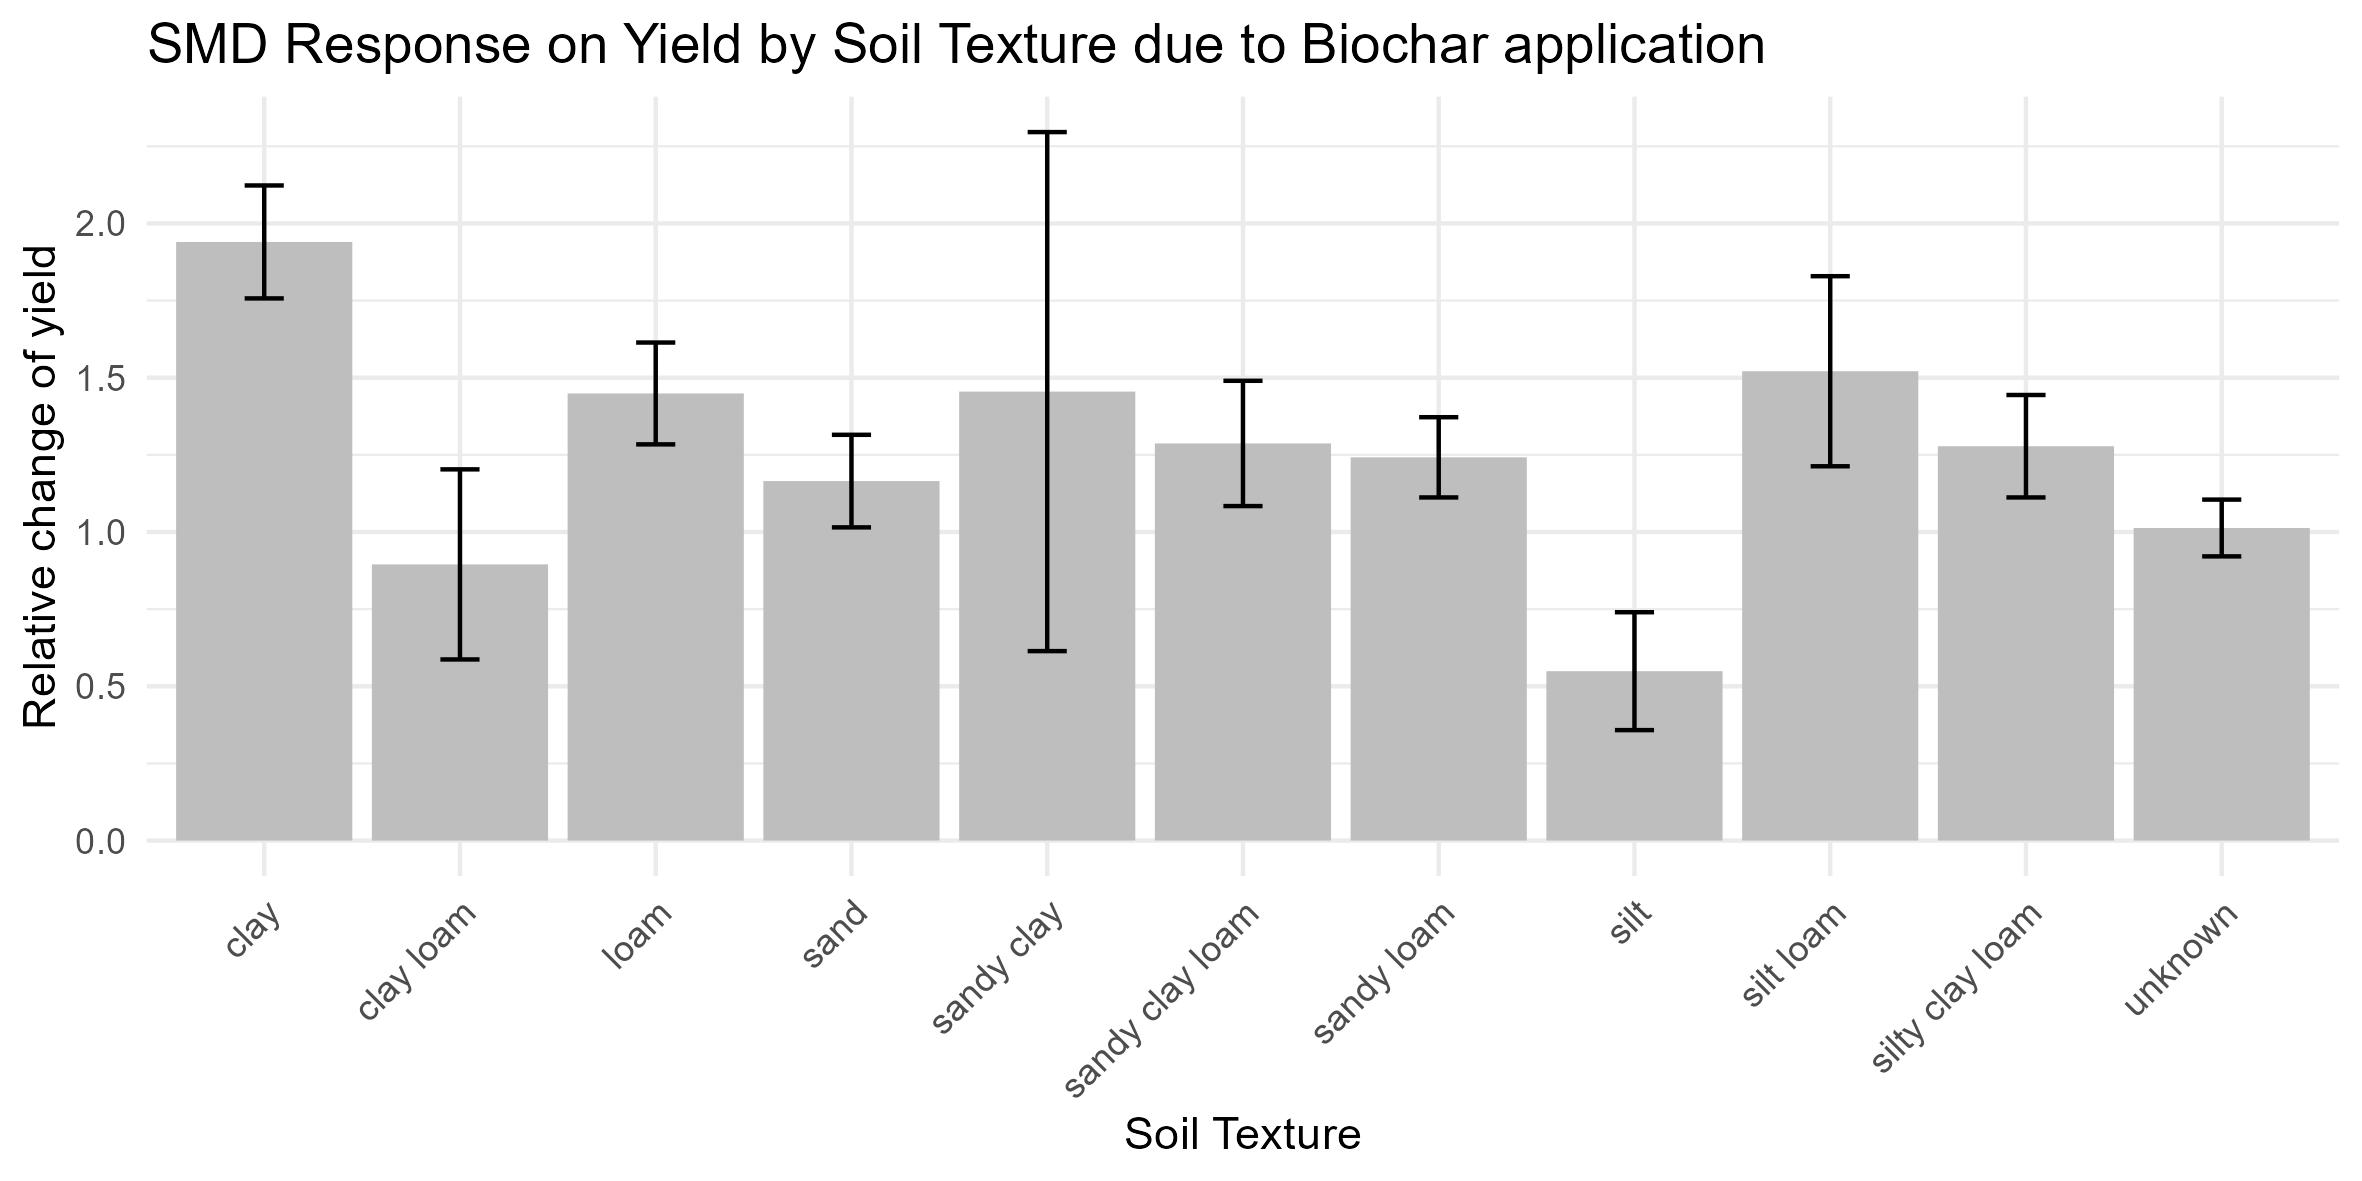 SMD Response on Yield by Soil Texture due to Biochar application
Relative change of yield
2.0
1.5
1.0
0.5
0.0
clay
clay loam
loam
sand
sandy clay
sandy clay loam
sandy loam
silt
silt loam
silty clay loam
unknown
Soil Texture